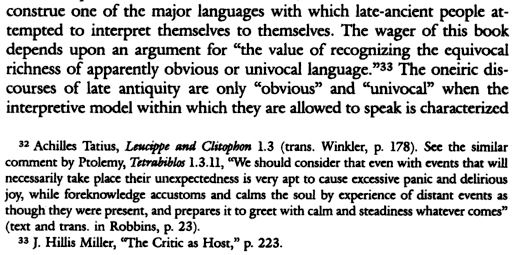 construe one of the major languages with which late-ancient people at-
tempted to interpret themselves to themselves. The wager of this book
depends upon an argument for “the value of recognizing the equivocal
richness of apparently obvious or univocal language.”33 The oneiric dis-
courses of late antiquity are only “obvious” and “univocal” when the
interpretive model within which they are allowed to speak is characterized
32 Achilles Tatius, Leucippe and Clitophon 1.3 (trans. Winkler, p. 178). See the similar
comment by Ptolemy, Tetrabiblos 1.3.11, “We should consider that even with events that will
necessarily take place their unexpectedness is very apt to cause excessive panic and delirious
joy, while foreknowledge accustoms and calms the soul by experience of distant events as
though they were present, and prepares it to greet with calm and steadiness whatever comes”
(text and trans. in Robbins, p. 23).
33 J. Hillis Miller, “The Critic as Host,” p. 223.